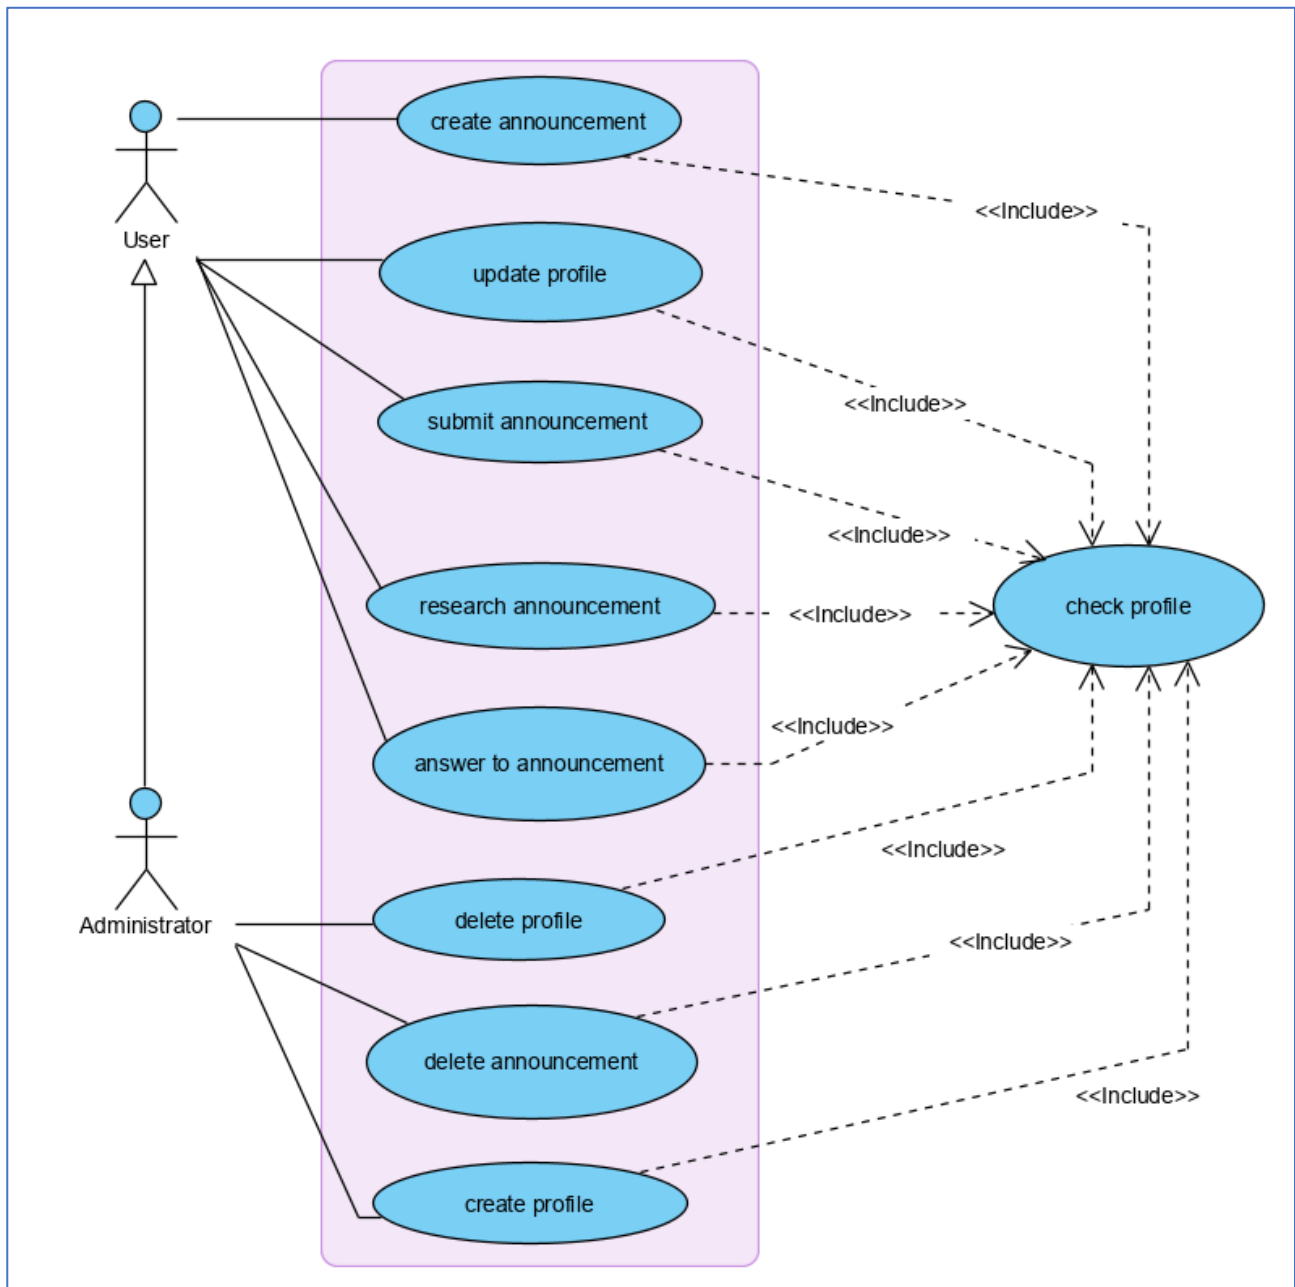 create announcement
<<Include>>
User
update profile
<<Include>>
submit announcement
<<Include>>
research announcement
<<Include>>
check profile
<<Include>>
answer to announcement
<<Include>>
delete profile
Administrator
<<Include>>
delete announcement
<<Include>>
create profile